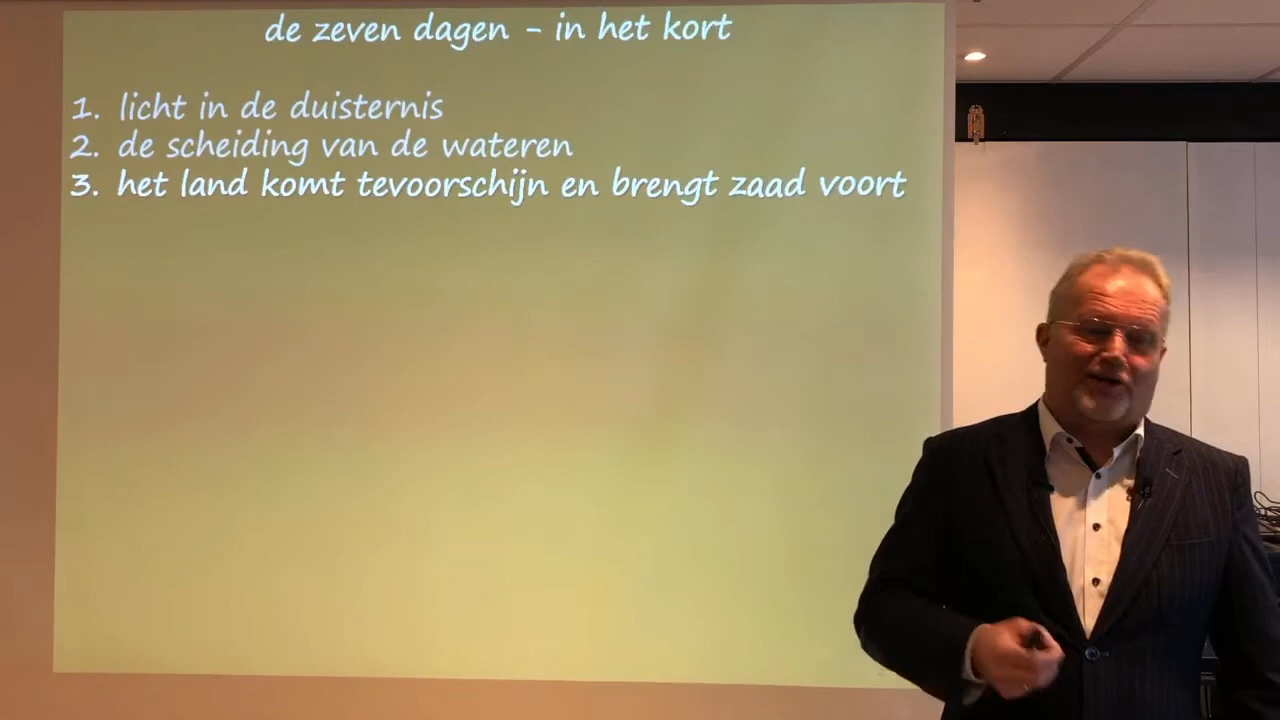 de zeven dagen - in het kort
1. licht in de duisternis
2. de scheiding van de wateren
3. het land komt tevoorschijn en brengt zaad voort